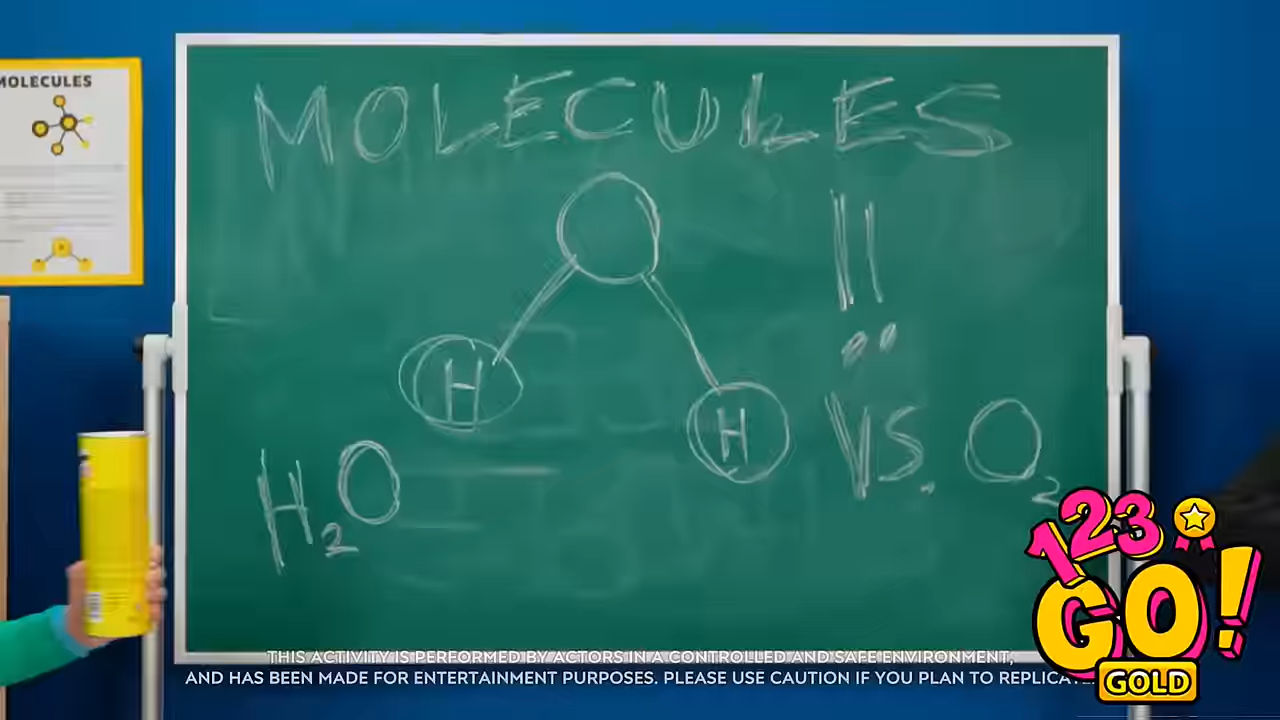 MOLECULES
MOLECULES
H
H
H2O
VS. O2
123
GO!
GOLD
THIS ACTIVITY IS PERFORMED BY ACTORS IN A CONTROLLED AND SAFE ENVIRONMENT,
AND HAS BEEN MADE FOR ENTERTAINMENT PURPOSES. PLEASE USE CAUTION IF YOU PLAN TO REPLICATE.